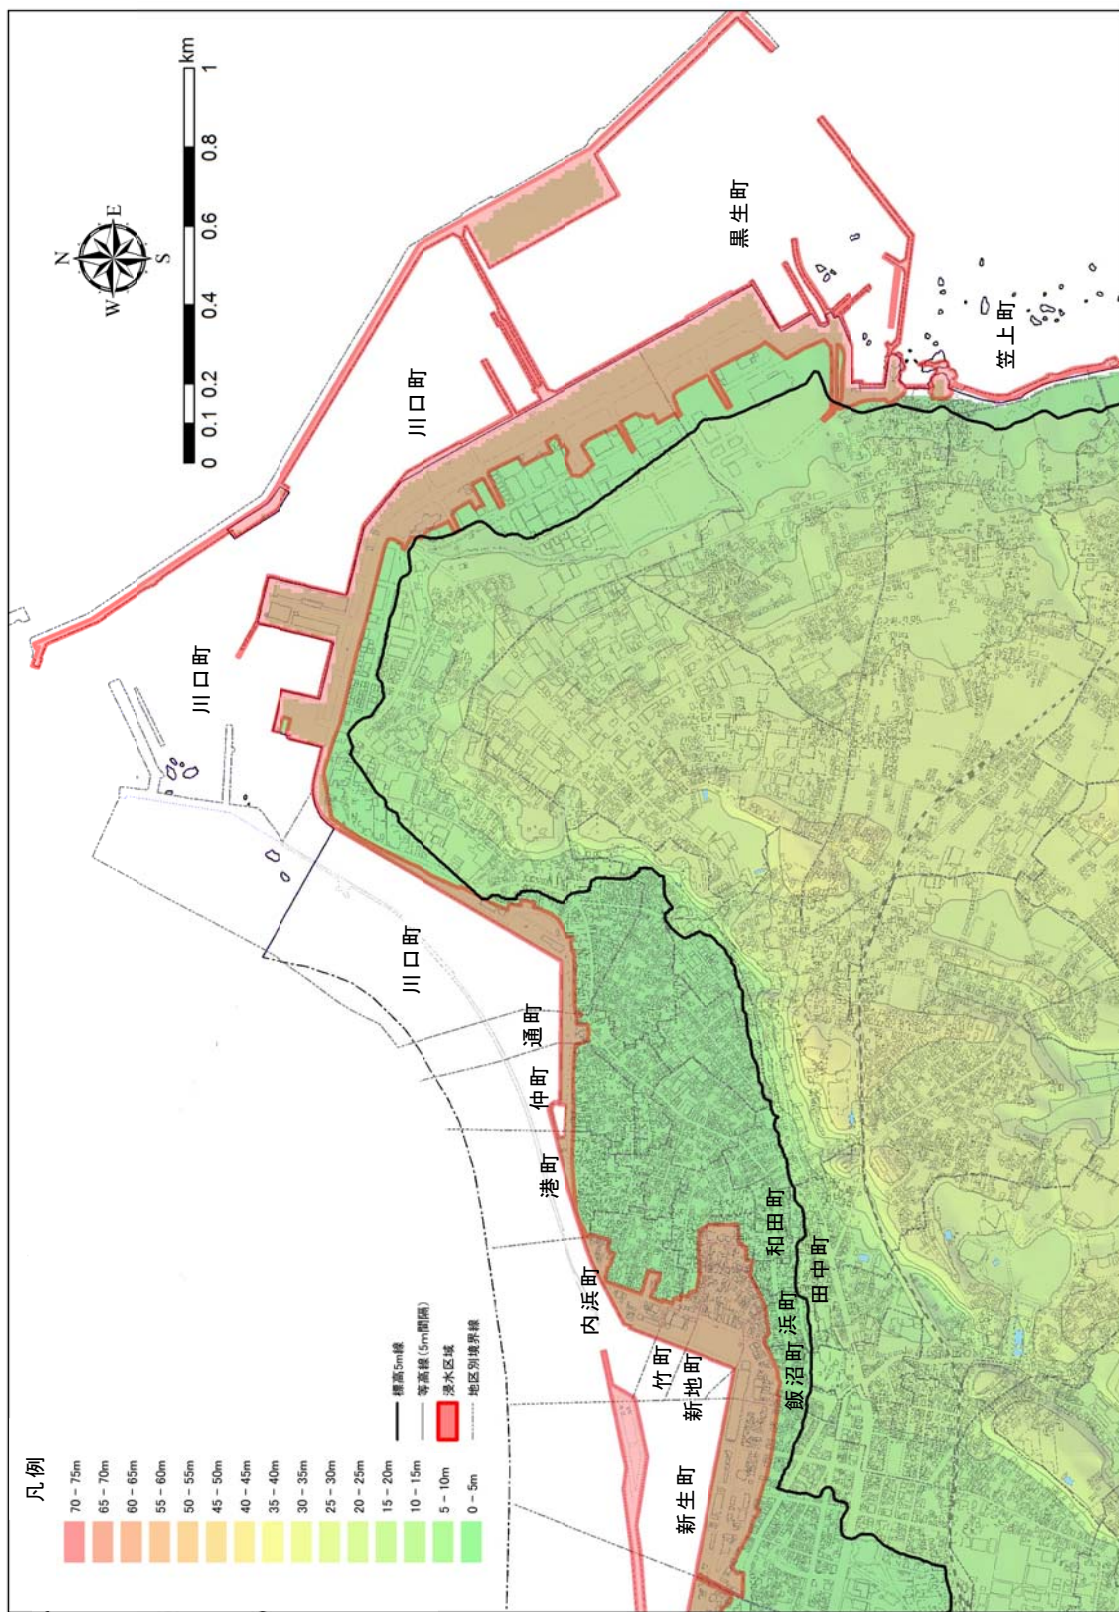 凡例
70 - 75m
65 - 70m
60 - 65m
55 - 60m
50 - 55m
45 - 50m
40 - 45m
35 - 40m
30 - 35m
25 - 30m
20 - 25m
15 - 20m
10 - 15m
5 - 10m
0 - 5m
標高5m線
等高線(5m間隔)
浸水区域
地区別境界線
N
W
E
S
0 0.1 0.2 0.4 0.6 0.8 1
km
川口町
川口町
川口町
黒生町
笠上町
通町
仲町
港町
内浜町
竹町
新地町
新生町
和田町
田中町
浜町
飯沼町